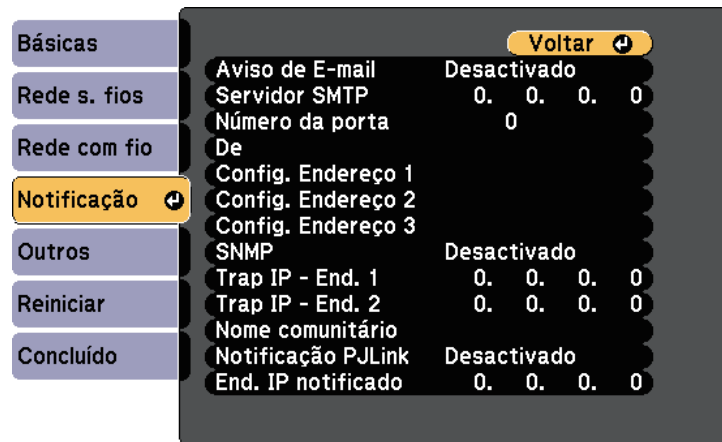 Básicas
Rede s. fios
Rede com fio
Notificação
Outros
Reiniciar
Concluído
Voltar
Aviso de E-mail Desactivado
Servidor SMTP 0. 0. 0. 0
Número da porta 0
De
Config. Endereço 1
Config. Endereço 2
Config. Endereço 3
SNMP Desactivado
Trap IP - End. 1 0. 0. 0. 0
Trap IP - End. 2 0. 0. 0. 0
Nome comunitário
Notificação PJLink Desactivado
End. IP notificado 0. 0. 0. 0